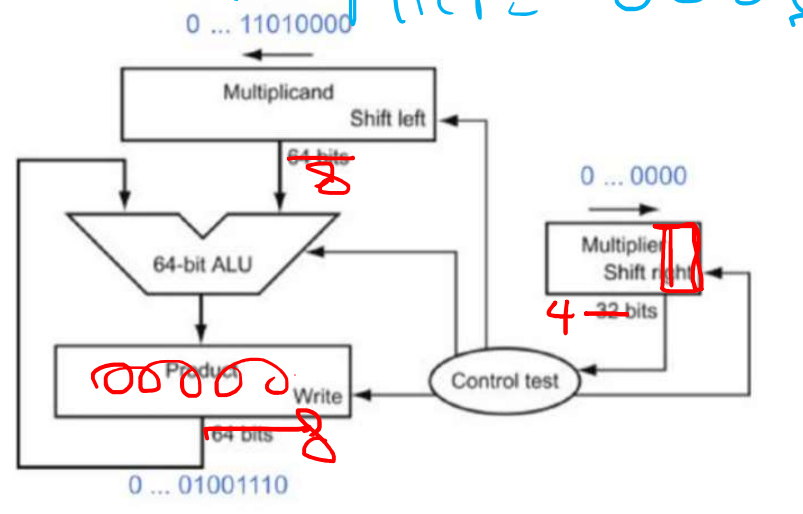 0 ... 11010000
Multiplicand
Shift left
64 bits
8
0 ... 0000
64-bit ALU
Multiplier
Shift right
4 32 bits
Product
Write
Control test
64 bits
8
0 ... 01001110